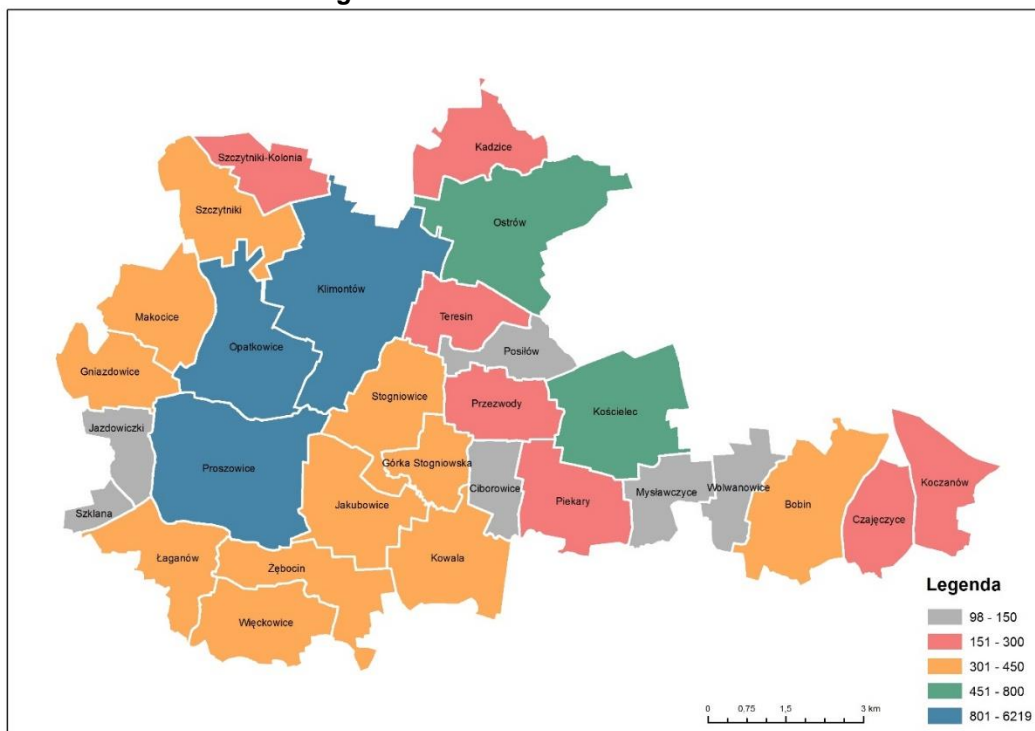 Kadzice
Szczytniki-Kolonia
Szczytniki
Ostrów
Klimontów
Makocice
Teresin
Opatkowice
Posiłów
Gniazdowice
Stogniowice
Przezwody
Kościelec
Jazdowiczki
Proszowice
Górka Stogniowska
Ciborowice
Mysławczyce
Wolwanowice
Koczanów
Szklana
Jakubowice
Piekary
Bobin
Czajęczyce
Łaganów
Żębocin
Kowala
Więckowice
Legenda
98 - 150
151 - 300
301 - 450
451 - 800
801 - 6219
0 0,75 1,5 3 km